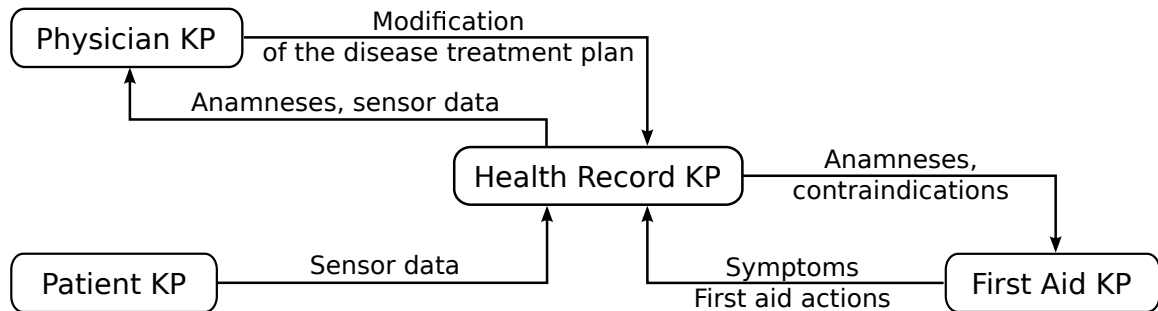 Physician KP
Modification
of the disease treatment plan
Anamneses, sensor data
Health Record KP
Anamneses,
contraindications
Patient KP
Sensor data
Symptoms
First aid actions
First Aid KP